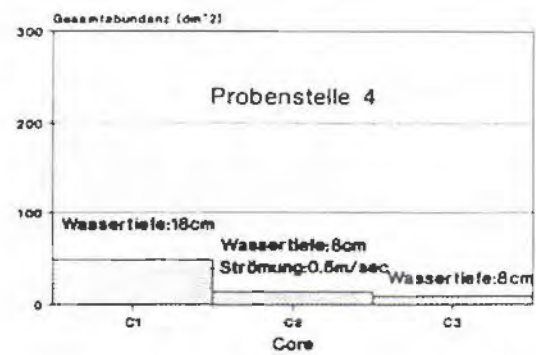 Gesamtabundanz (dm^2)
300
Probenstelle 4
200
100
Wassertiefe:18cm
Wassertiefe:8cm
Strömung:0.5m/sec
Wassertiefe:8cm
0
C1 C2 C3
Core